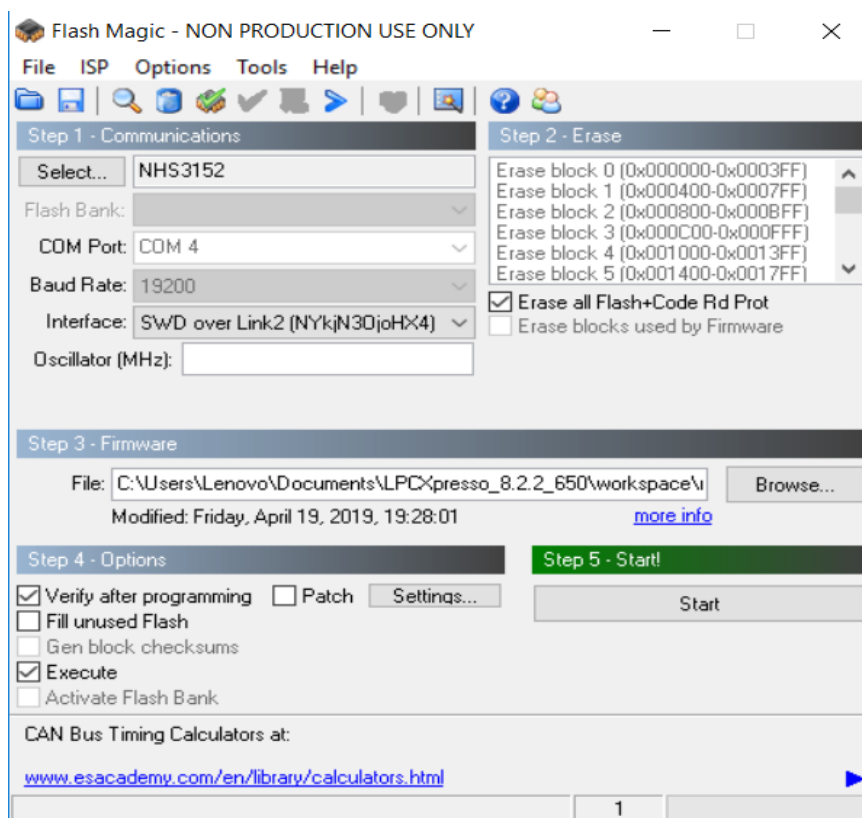 Flash Magic - NON PRODUCTION USE ONLY
File ISP Options Tools Help
Step 1 - Communications
Select... NHS3152
Flash Bank:
COM Port: COM 4
Baud Rate: 19200
Interface: SWD over Link2 (NYkjN3OjoHX4)
Oscillator (MHz):
Step 2 - Erase
Erase block 0 (0x000000-0x0003FF)
Erase block 1 (0x000400-0x0007FF)
Erase block 2 (0x000800-0x000BFF)
Erase block 3 (0x000C00-0x000FFF)
Erase block 4 (0x001000-0x0013FF)
Erase block 5 (0x001400-0x0017FF)
Erase all Flash+Code Rd Prot
Erase blocks used by Firmware
Step 3 - Firmware
File: C:\Users\Lenovo\Documents\LPCXpresso_8.2.2_650\workspace\ Browse...
Modified: Friday, April 19, 2019, 19:28:01 more info
Step 4 - Options
Verify after programming Patch Settings...
Fill unused Flash
Gen block checksums
Execute
Activate Flash Bank
Step 5 - Start!
Start
CAN Bus Timing Calculators at:
www.esacademy.com/en/library/calculators.html
1